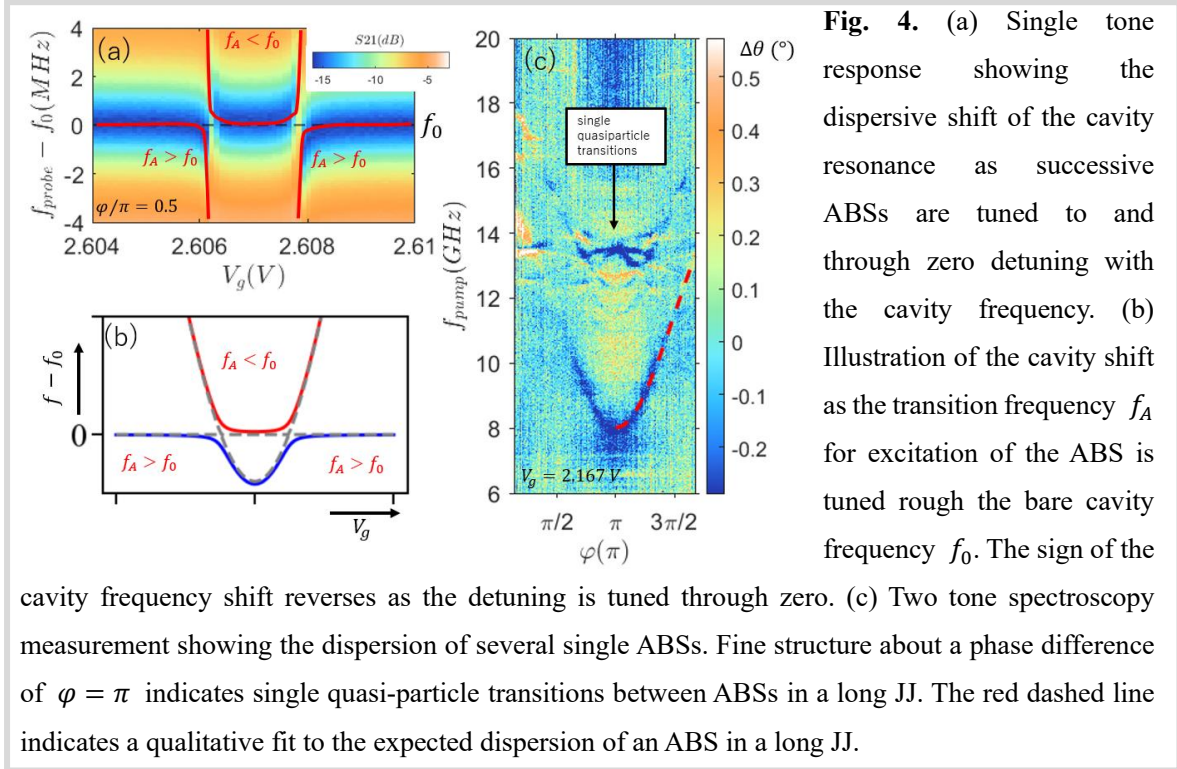 (a)
f_A < f_0
S21(dB)
-15 -10 -5
4
2
0
-2
-4
f_probe − f_0(MHz)
f_0
f_A > f_0
f_A > f_0
φ/π = 0.5
2.604 2.606 2.608 2.61
V_g(V)
(b)
f − f_0
0
f_A < f_0
f_A > f_0
f_A > f_0
V_g
(c)
Δθ (°)
20
18
16
14
12
10
8
6
f_pump(GHz)
single
quasiparticle
transitions
V_g = 2.167 V
π/2 π 3π/2
φ(π)
0.5
0.4
0.3
0.2
0.1
0
-0.1
-0.2
Fig. 4. (a) Single tone
response showing the
dispersive shift of the cavity
resonance as successive
ABSs are tuned to and
through zero detuning with
the cavity frequency. (b)
Illustration of the cavity shift
as the transition frequency f_A
for excitation of the ABS is
tuned rough the bare cavity
frequency f_0. The sign of the
cavity frequency shift reverses as the detuning is tuned through zero. (c) Two tone spectroscopy
measurement showing the dispersion of several single ABSs. Fine structure about a phase difference
of φ = π indicates single quasi-particle transitions between ABSs in a long JJ. The red dashed line
indicates a qualitative fit to the expected dispersion of an ABS in a long JJ.